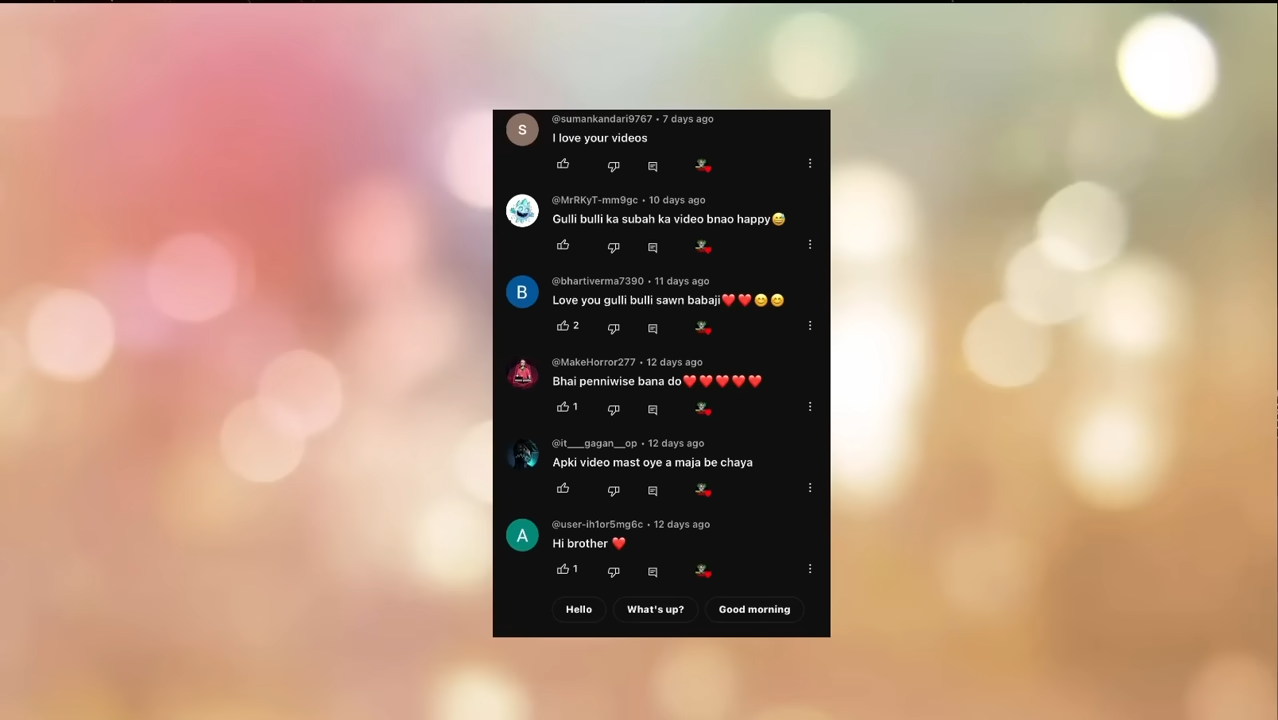 @sumankandari9767 • 7 days ago
I love your videos
@MrRKyT-mm9gc • 10 days ago
Gulli bulli ka subah ka video bnao happy😅
@bhartiverma7390 • 11 days ago
Love you gulli bulli sawn babaji❤️❤️😊😊
2
@MakeHorror277 • 12 days ago
Bhai penniwise bana do❤️❤️❤️❤️❤️
1
@it___gagan__op • 12 days ago
Apki video mast oye a maja be chaya
@user-ih1or5mg6c • 12 days ago
Hi brother ❤️
1
Hello What's up? Good morning